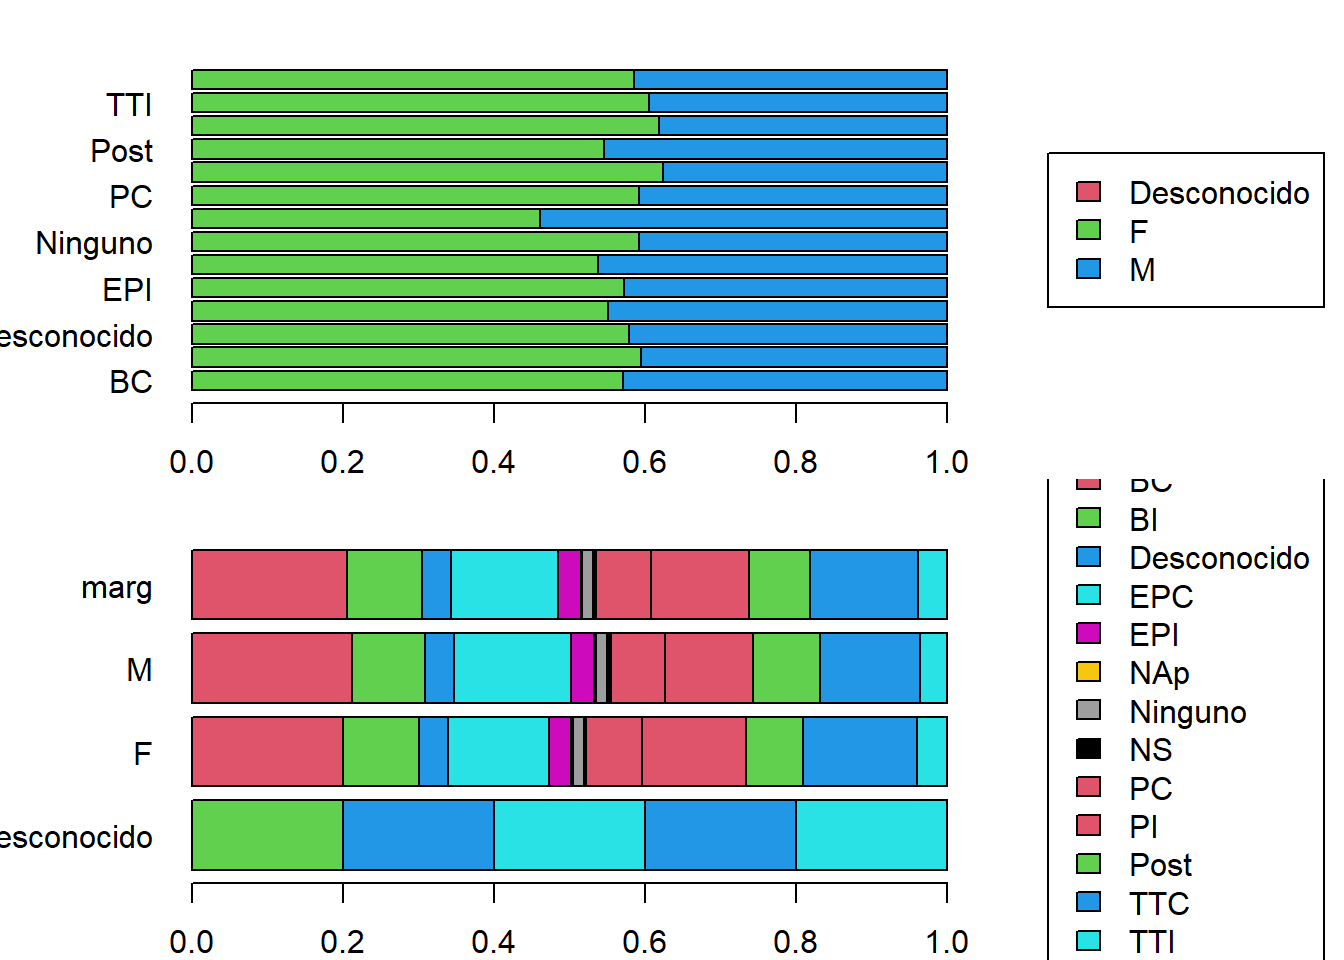 TTI
Post
PC
Ninguno
EPI
esconocido
BC
0.0 0.2 0.4 0.6 0.8 1.0
Desconocido
F
M
marg
M
F
esconocido
0.0 0.2 0.4 0.6 0.8 1.0
BC
BI
Desconocido
EPC
EPI
NAp
Ninguno
NS
PC
PI
Post
TTC
TTI